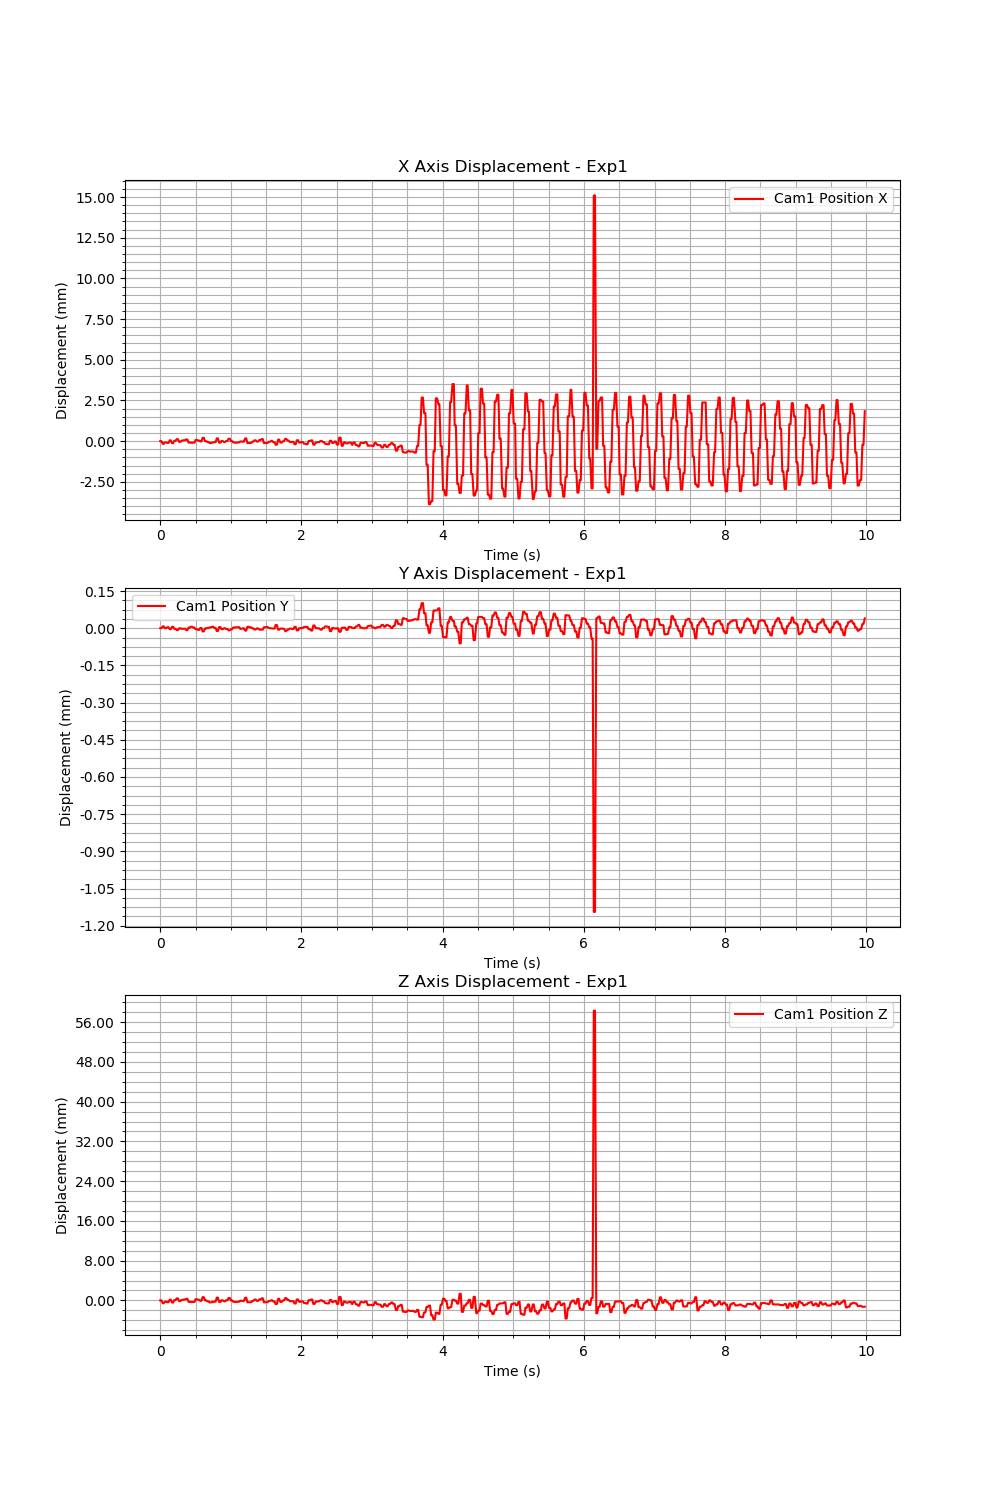 X Axis Displacement - Exp1
Cam1 Position X
15.00
12.50
10.00
7.50
5.00
2.50
0.00
-2.50
Displacement (mm)
0 2 4 6 8 10
Time (s)
Y Axis Displacement - Exp1
Cam1 Position Y
0.15
0.00
-0.15
-0.30
-0.45
-0.60
-0.75
-0.90
-1.05
-1.20
Displacement (mm)
0 2 4 6 8 10
Time (s)
Z Axis Displacement - Exp1
Cam1 Position Z
56.00
48.00
40.00
32.00
24.00
16.00
8.00
0.00
Displacement (mm)
0 2 4 6 8 10
Time (s)